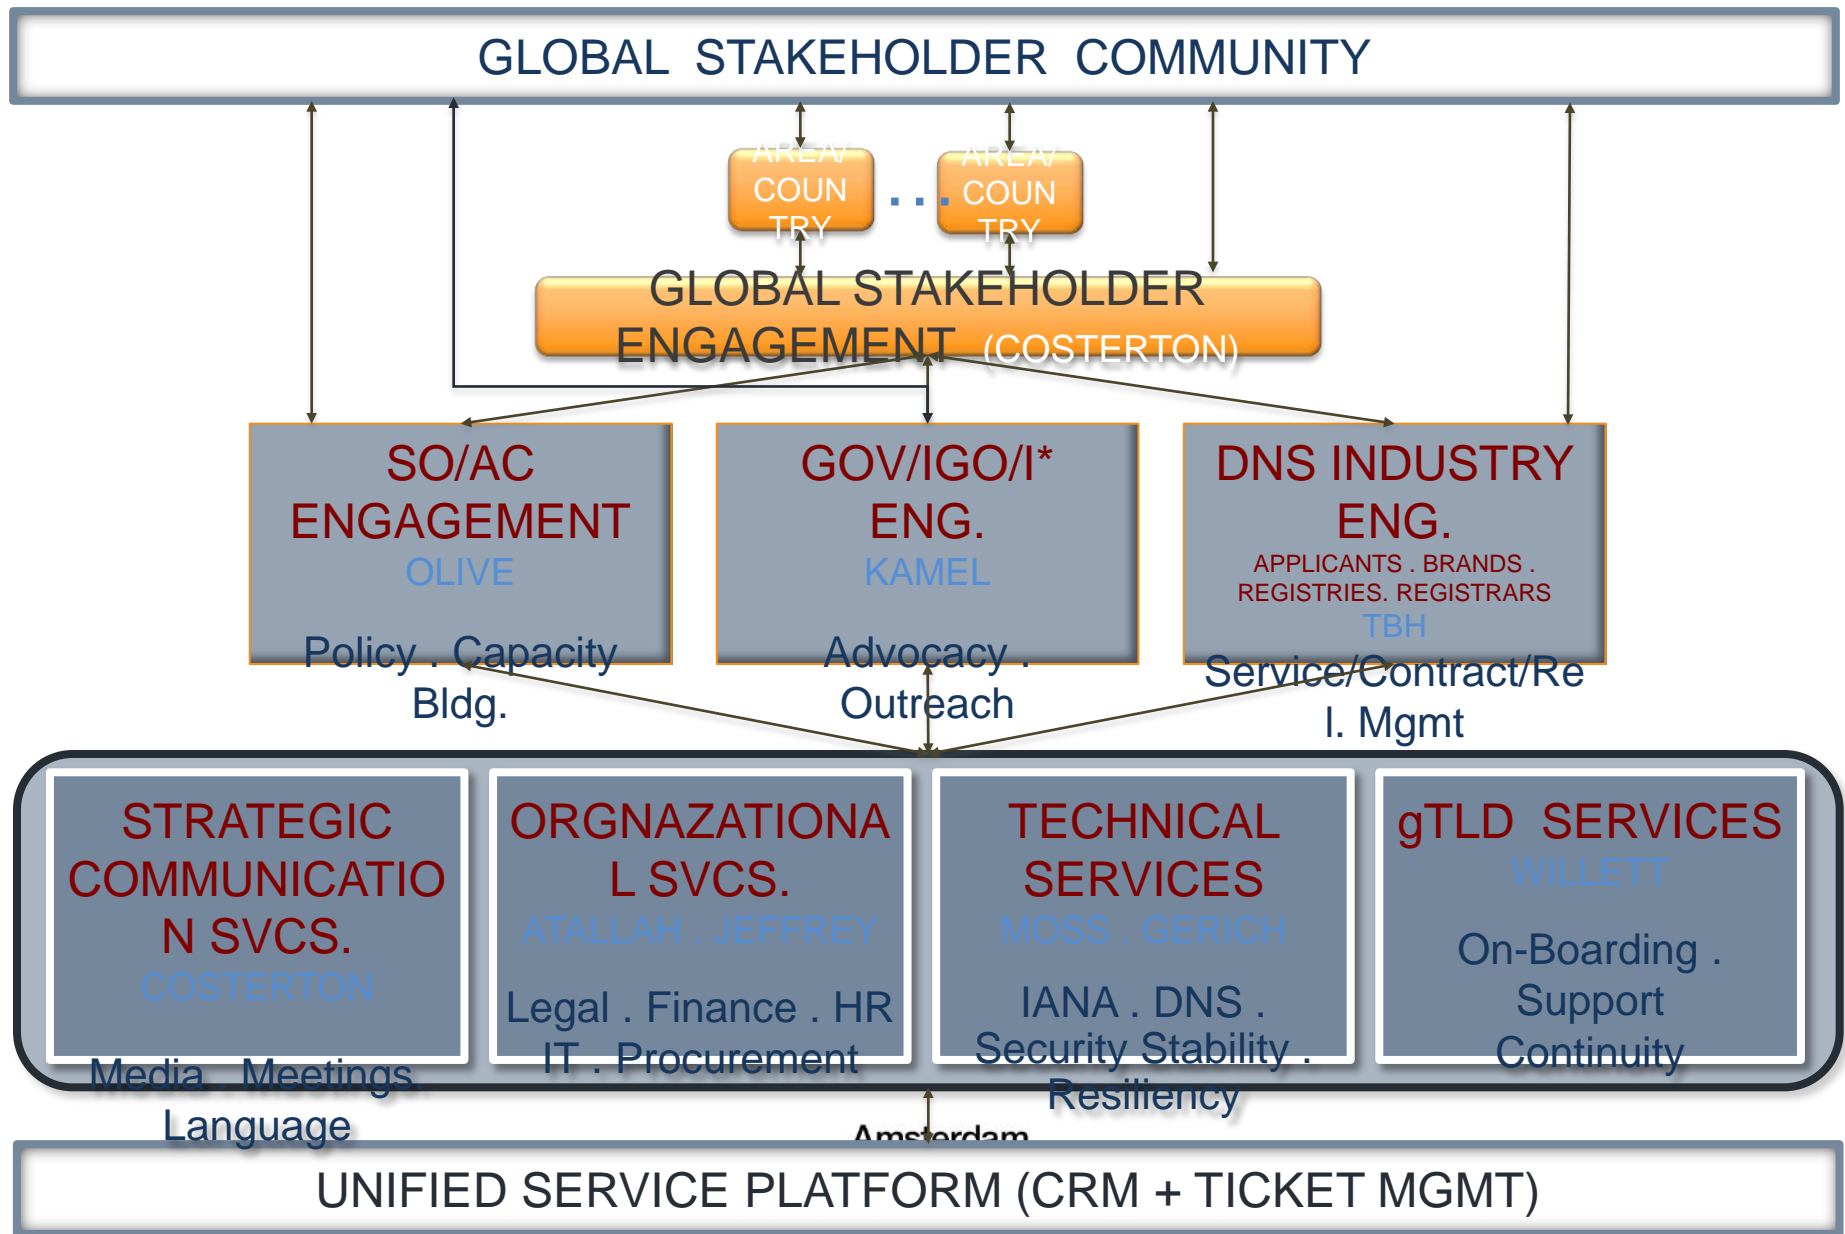 GLOBAL STAKEHOLDER COMMUNITY
AREA/
COUN
TRY
. . .
AREA/
COUN
TRY
GLOBAL STAKEHOLDER
ENGAGEMENT (COSTERTON)
SO/AC
ENGAGEMENT
OLIVE
Policy . Capacity
Bldg.
GOV/IGO/I*
ENG.
KAMEL
Advocacy .
Outreach
DNS INDUSTRY
ENG.
APPLICANTS . BRANDS .
REGISTRIES. REGISTRARS
TBH
Service/Contract/Re
l. Mgmt
STRATEGIC
COMMUNICATIO
N SVCS.
COSTERTON
Media . Meetings.
Language
ORGNAZATIONA
L SVCS.
ATALLAH . JEFFREY
Legal . Finance . HR
IT . Procurement
TECHNICAL
SERVICES
MOSS . GERICH
IANA . DNS .
Security Stability .
Resiliency
gTLD SERVICES
WILLETT
On-Boarding .
Support
Continuity
Amsterdam
UNIFIED SERVICE PLATFORM (CRM + TICKET MGMT)